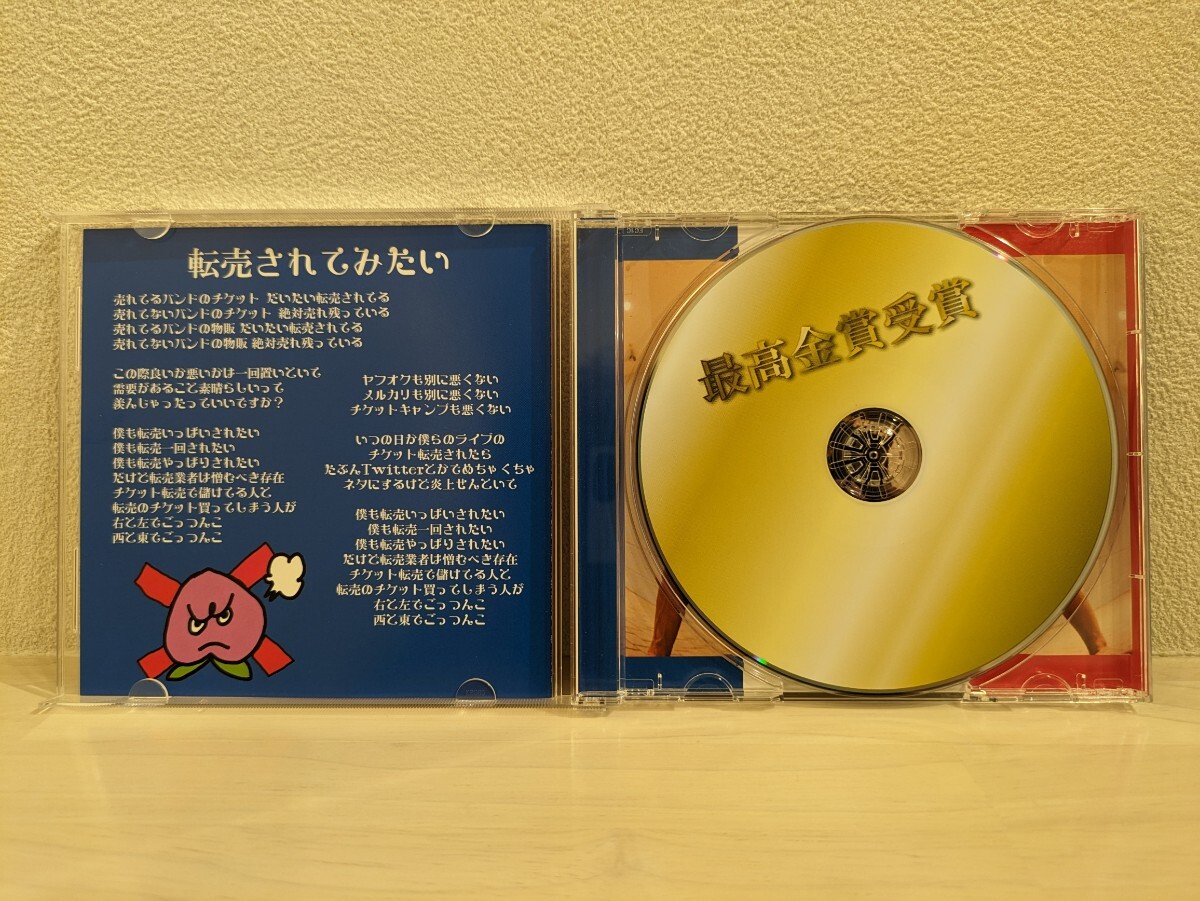 転売されてみたい
売れてるバンドのチケット だいたい転売されてる
売れてないバンドのチケット 絶対売れ残っている
売れてるバンドの物販 だいたい転売されてる
売れてないバンドの物販 絶対売れ残っている
この際良いか悪いかは一回置いといて
需要があること素晴らしいって
羨んじゃったっていいですか?
僕も転売いっぱいされたい
僕も転売一回されたい
僕も転売やっぱりされたい
だけど転売業者は憎むべき存在
チケット転売で儲けてる人と
転売のチケット買ってしまう人が
右と左でごっつんこ
西と東でごっつんこ
ヤフオクも別に悪くない
メルカリも別に悪くない
チケットキャンプも悪くない
いつの日か僕らのライブの
チケット転売されたら
たぶんTwitterとかでめちゃくちゃ
ネタにするけど炎上せんといて
僕も転売いっぱいされたい
僕も転売一回されたい
僕も転売やっぱりされたい
だけど転売業者は憎むべき存在
チケット転売で儲けてる人と
転売のチケット買ってしまう人が
右と左でごっつんこ
西と東でごっつんこ
最高金賞受賞